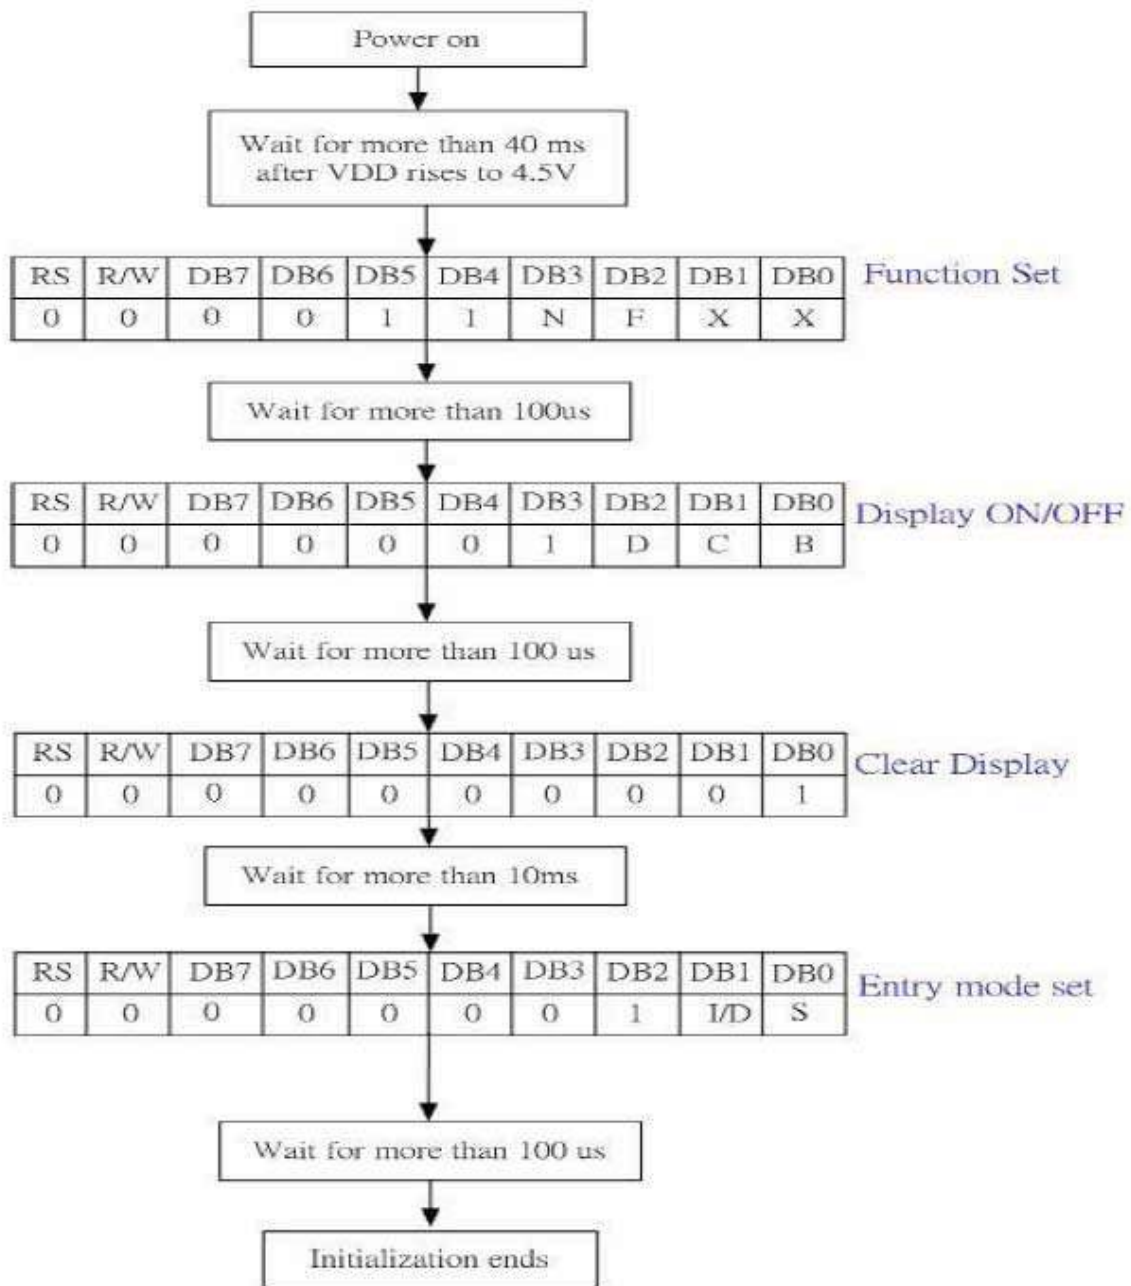 Power on
Wait for more than 40 ms
after VDD rises to 4.5V
RS R/W DB7 DB6 DB5 DB4 DB3 DB2 DB1 DB0 Function Set
0 0 0 0 1 1 N F X X
Wait for more than 100us
RS R/W DB7 DB6 DB5 DB4 DB3 DB2 DB1 DB0 Display ON/OFF
0 0 0 0 0 0 1 D C B
Wait for more than 100 us
RS R/W DB7 DB6 DB5 DB4 DB3 DB2 DB1 DB0 Clear Display
0 0 0 0 0 0 0 0 0 1
Wait for more than 10ms
RS R/W DB7 DB6 DB5 DB4 DB3 DB2 DB1 DB0 Entry mode set
0 0 0 0 0 0 0 1 I/D S
Wait for more than 100 us
Initialization ends